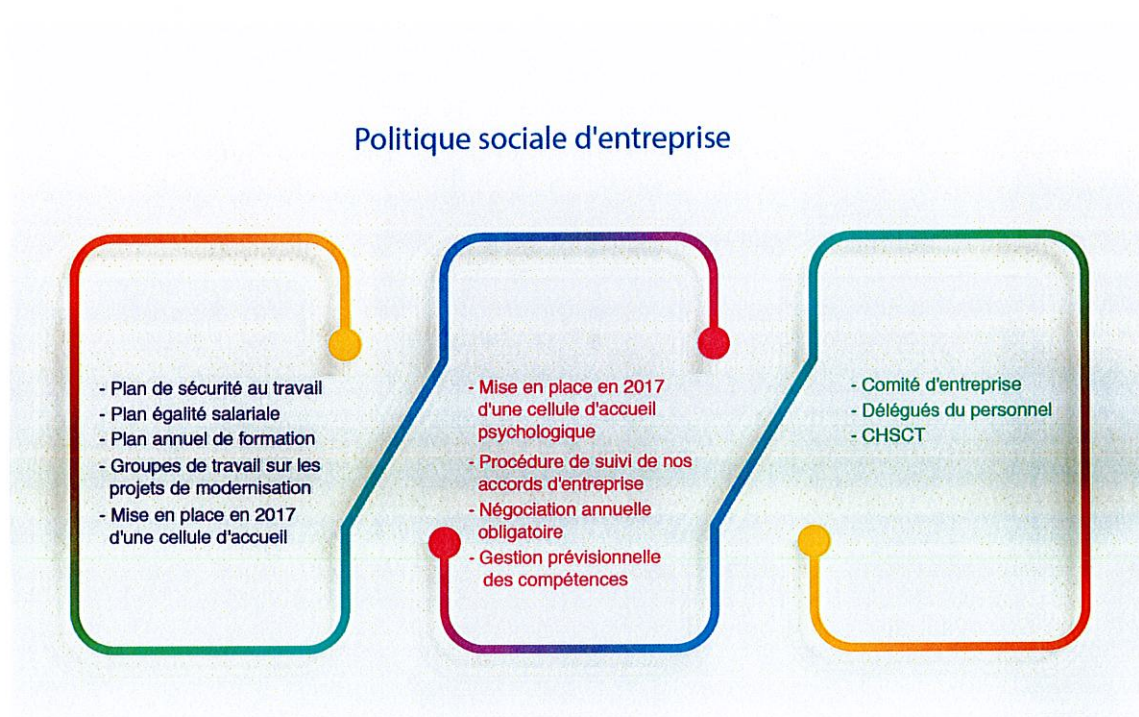 Politique sociale d'entreprise
- Plan de sécurité au travail
- Plan égalité salariale
- Plan annuel de formation
- Groupes de travail sur les
projets de modernisation
- Mise en place en 2017
d'une cellule d'accueil
- Mise en place en 2017
d'une cellule d'accueil
psychologique
- Procédure de suivi de nos
accords d'entreprise
- Négociation annuelle
obligatoire
- Gestion prévisionnelle
des compétences
- Comité d'entreprise
- Délégués du personnel
- CHSCT